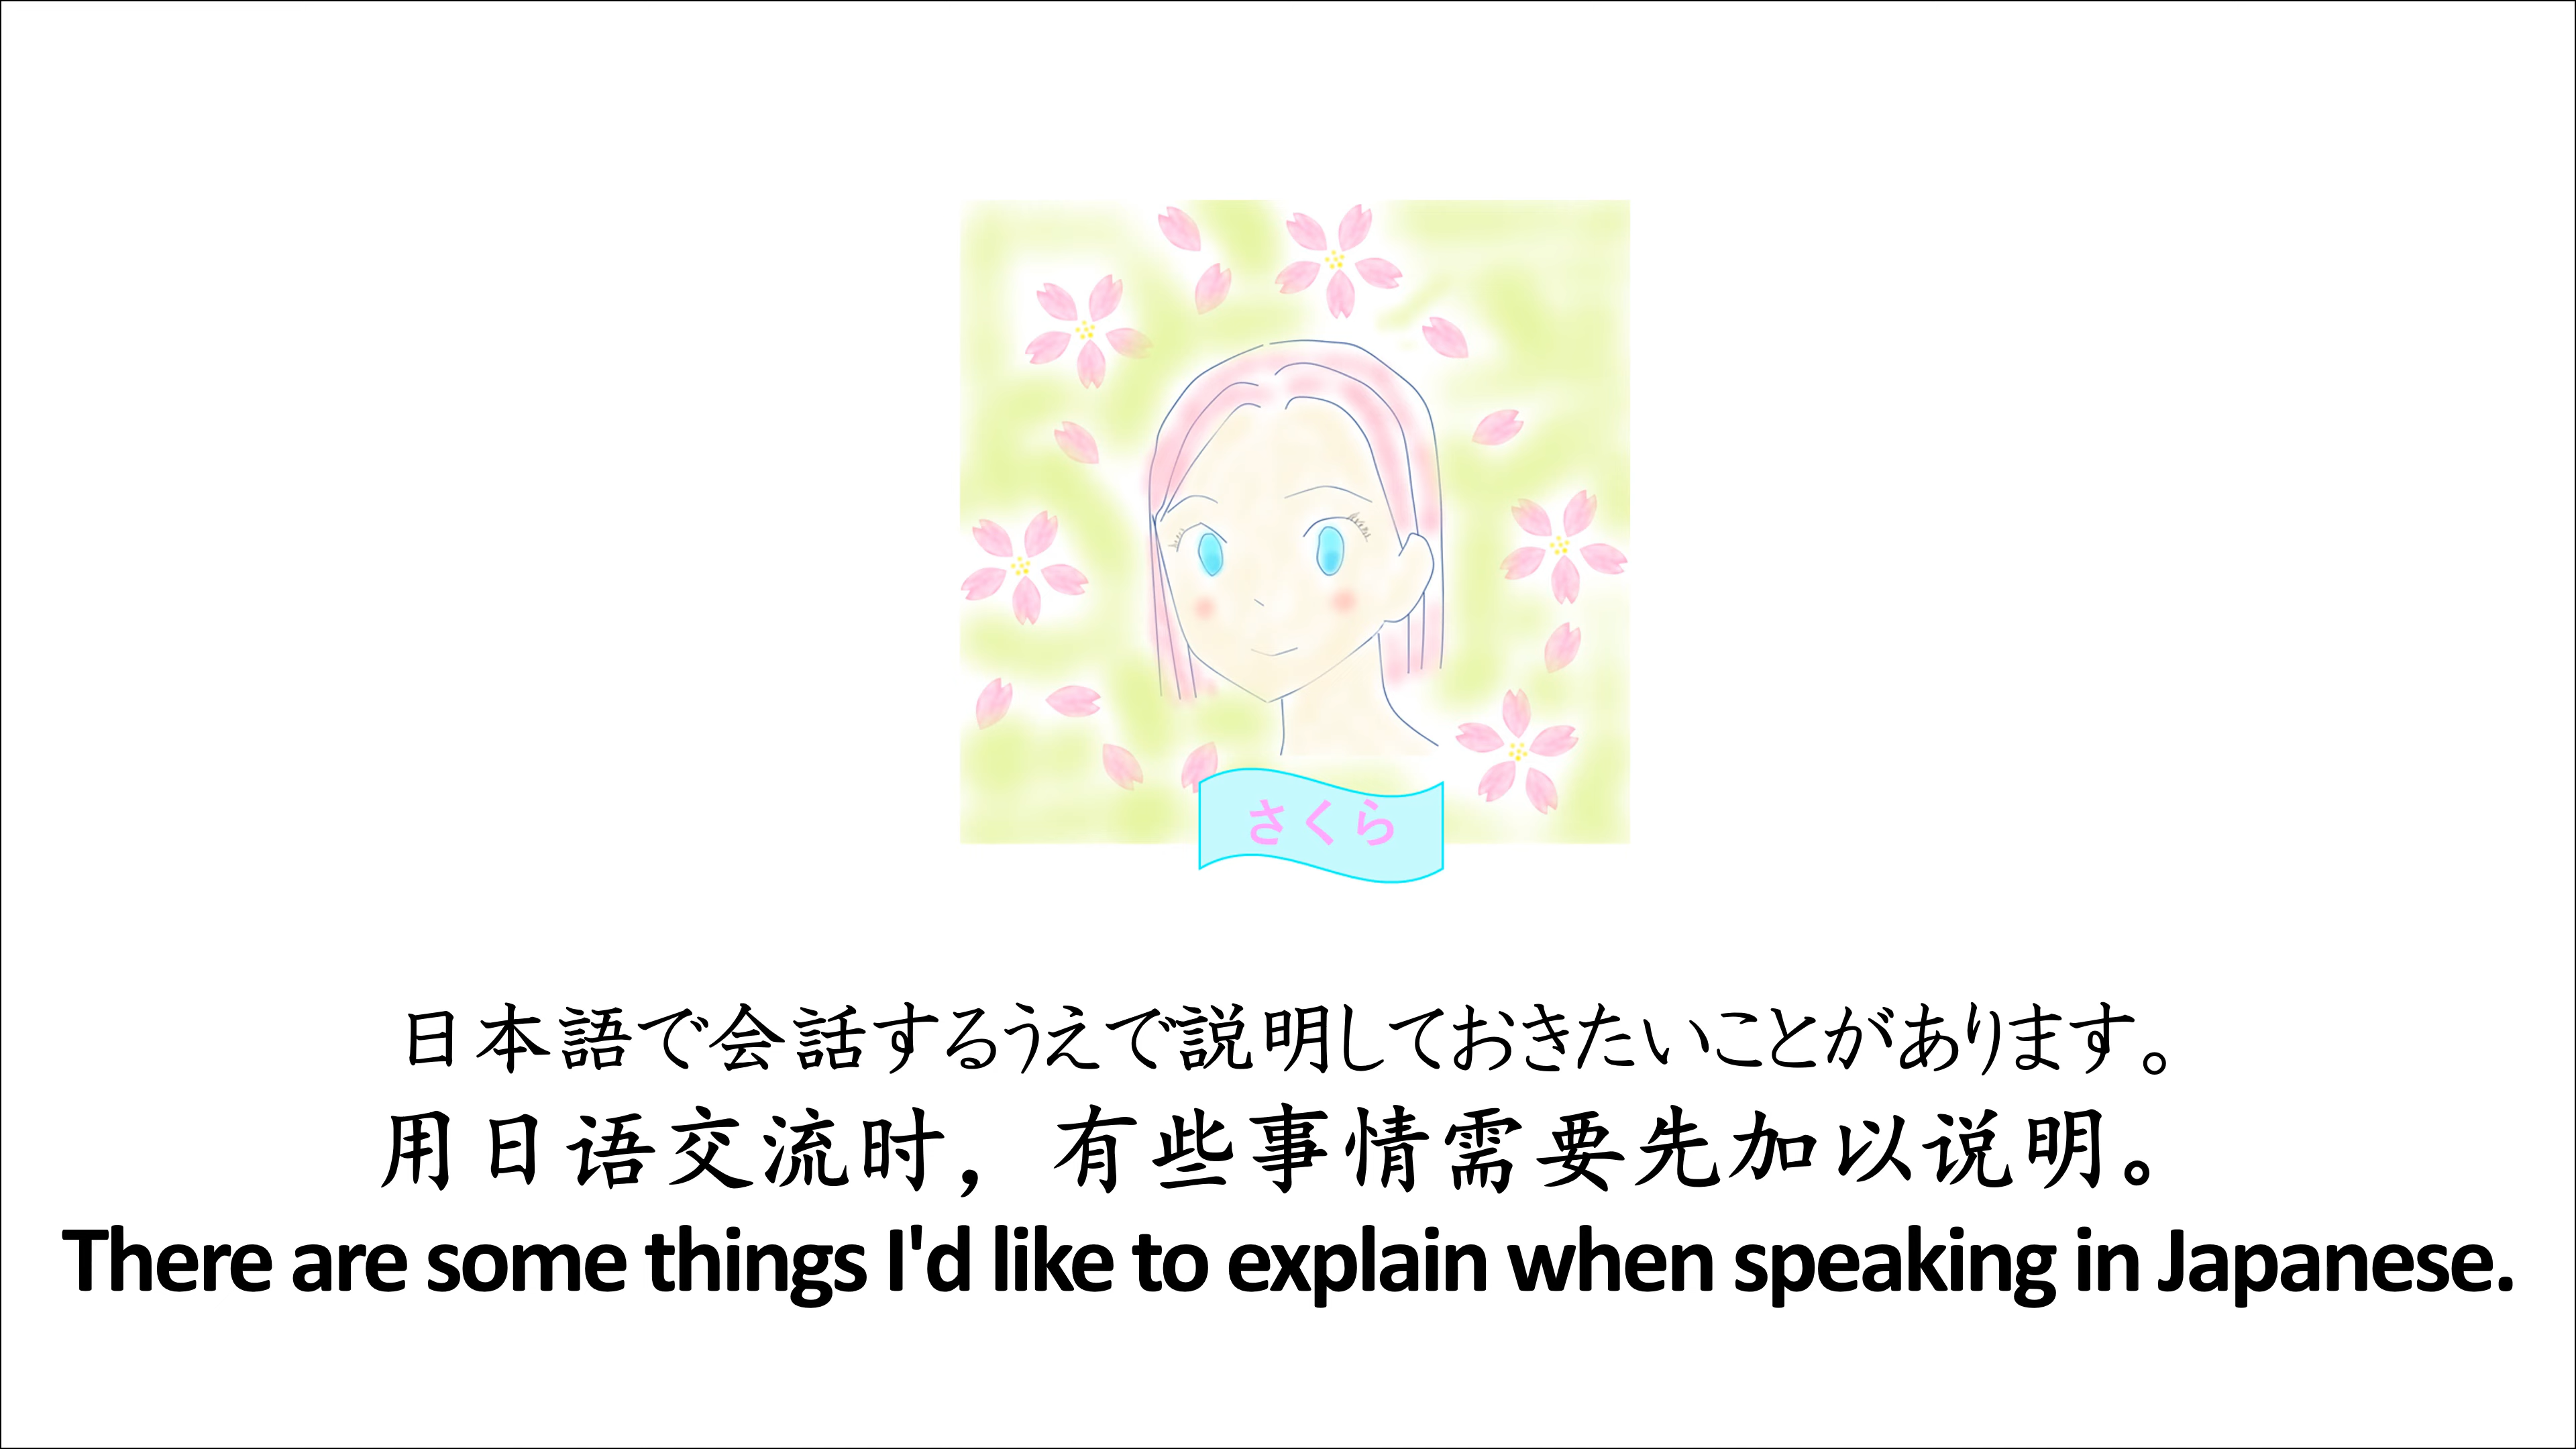 さくら
日本語で会話するうえで説明しておきたいことがあります。
用日语交流时，有些事情需要先加以说明。
There are some things I'd like to explain when speaking in Japanese.